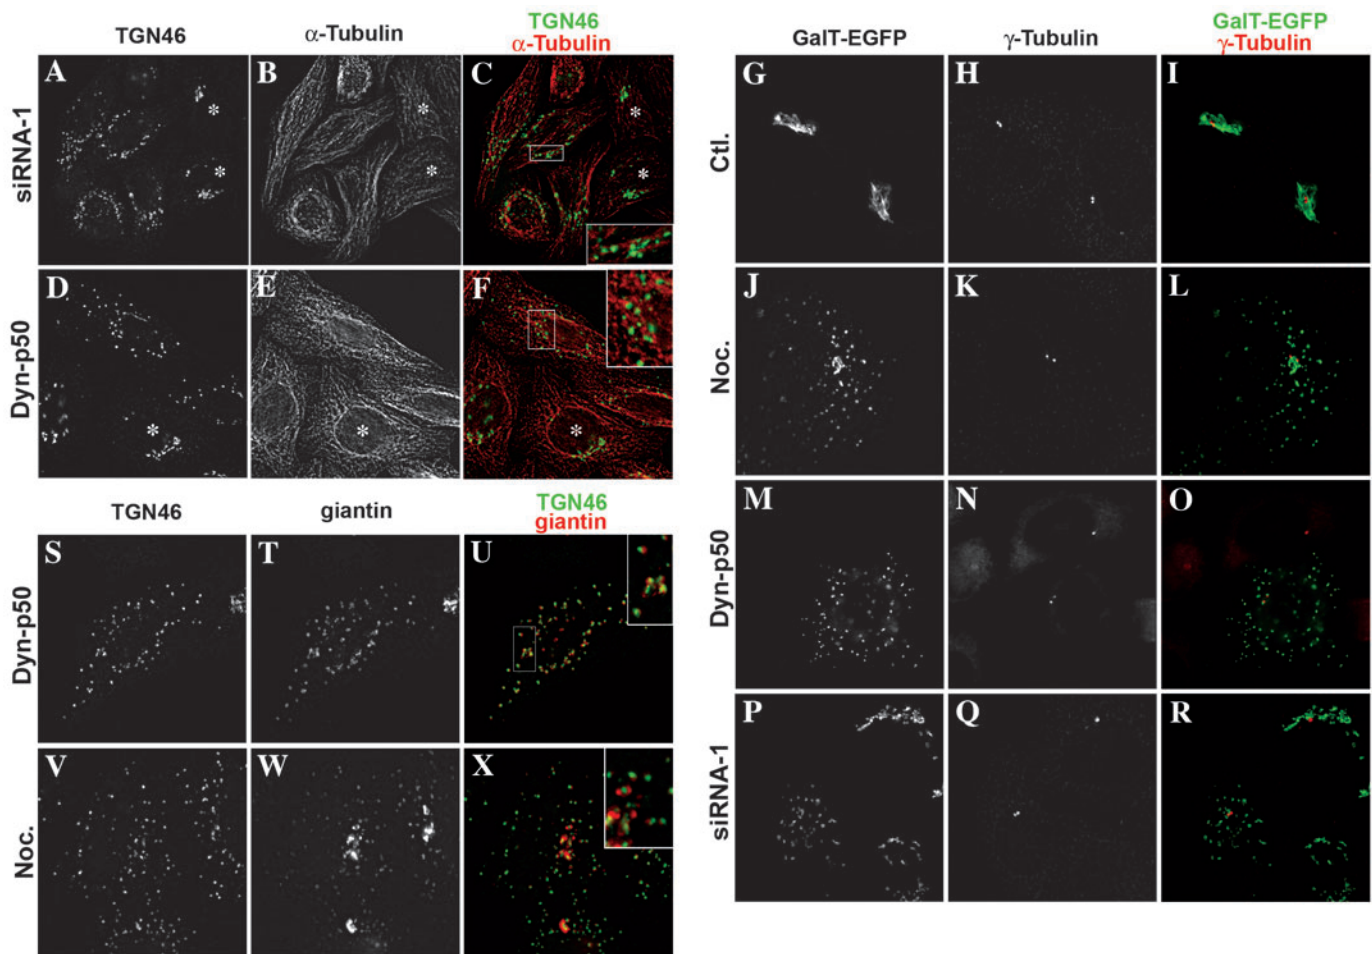 TGN46 α-Tubulin TGN46
α-Tubulin
siRNA-1
A B * C
* * *
* * *
Dyn-p50
D E F
* * *
TGN46 giantin TGN46
giantin
Dyn-p50
S T U
Noc.
V W X
GalT-EGFP γ-Tubulin GalT-EGFP
γ-Tubulin
Ctl.
G H I
Noc.
J K L
Dyn-p50
M N O
siRNA-1
P Q R